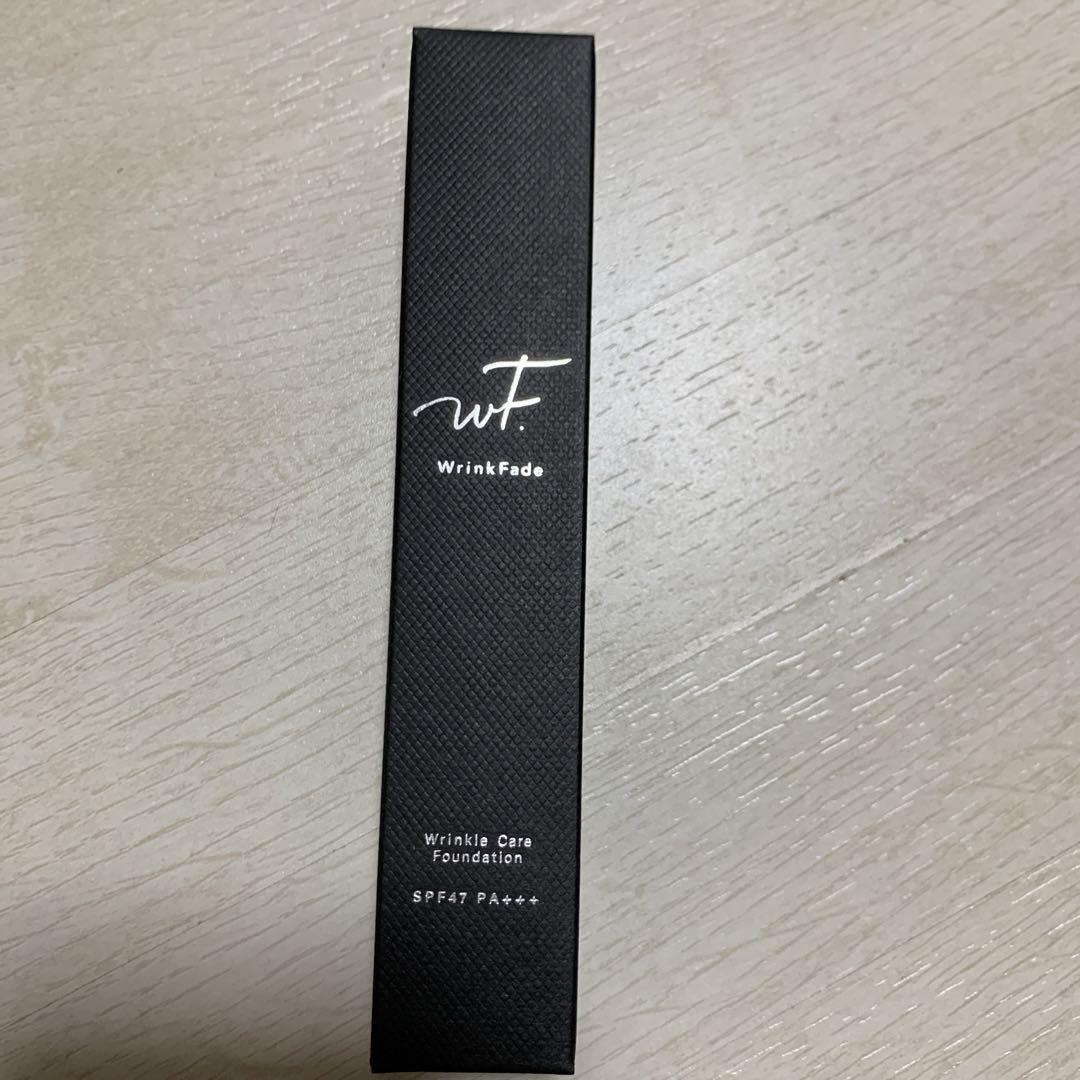 wF.
WrinkFade
Wrinkle Care
Foundation
SPF47 PA+++